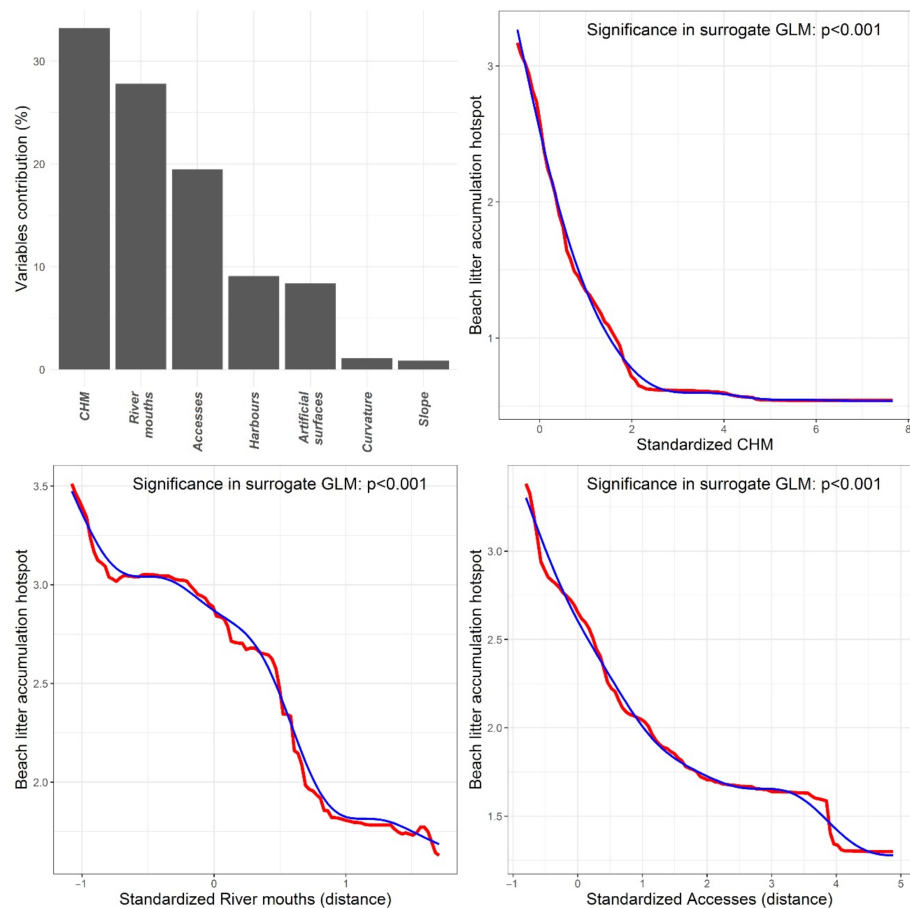 Variables contribution (%)
30
20
10
0
CHM
River
mouths
Accesses
Harbours
Artificial
surfaces
Curvature
Slope
Significance in surrogate GLM: p<0.001
Beach litter accumulation hotspot
3
2
1
0
2
4
6
8
Standardized CHM
Significance in surrogate GLM: p<0.001
Beach litter accumulation hotspot
3.5
3.0
2.5
2.0
−1
0
1
Standardized River mouths (distance)
Significance in surrogate GLM: p<0.001
Beach litter accumulation hotspot
3.0
2.5
2.0
1.5
−1
0
1
2
3
4
5
Standardized Accesses (distance)